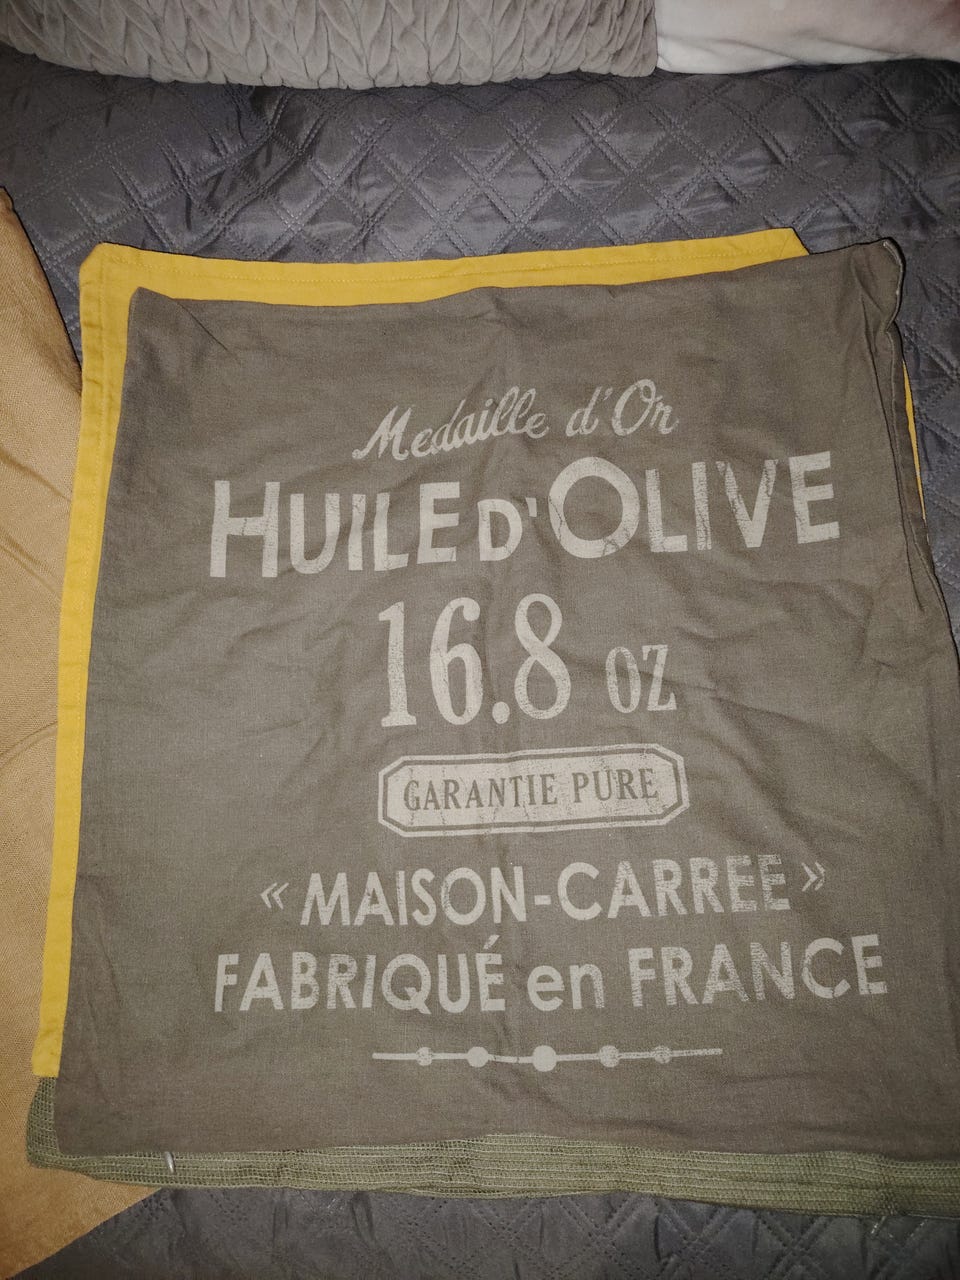 Medaille d'Or
HUILE D'OLIVE
16.8 OZ
GARANTIE PURE
« MAISON-CARREE »
FABRIQUÉ en FRANCE